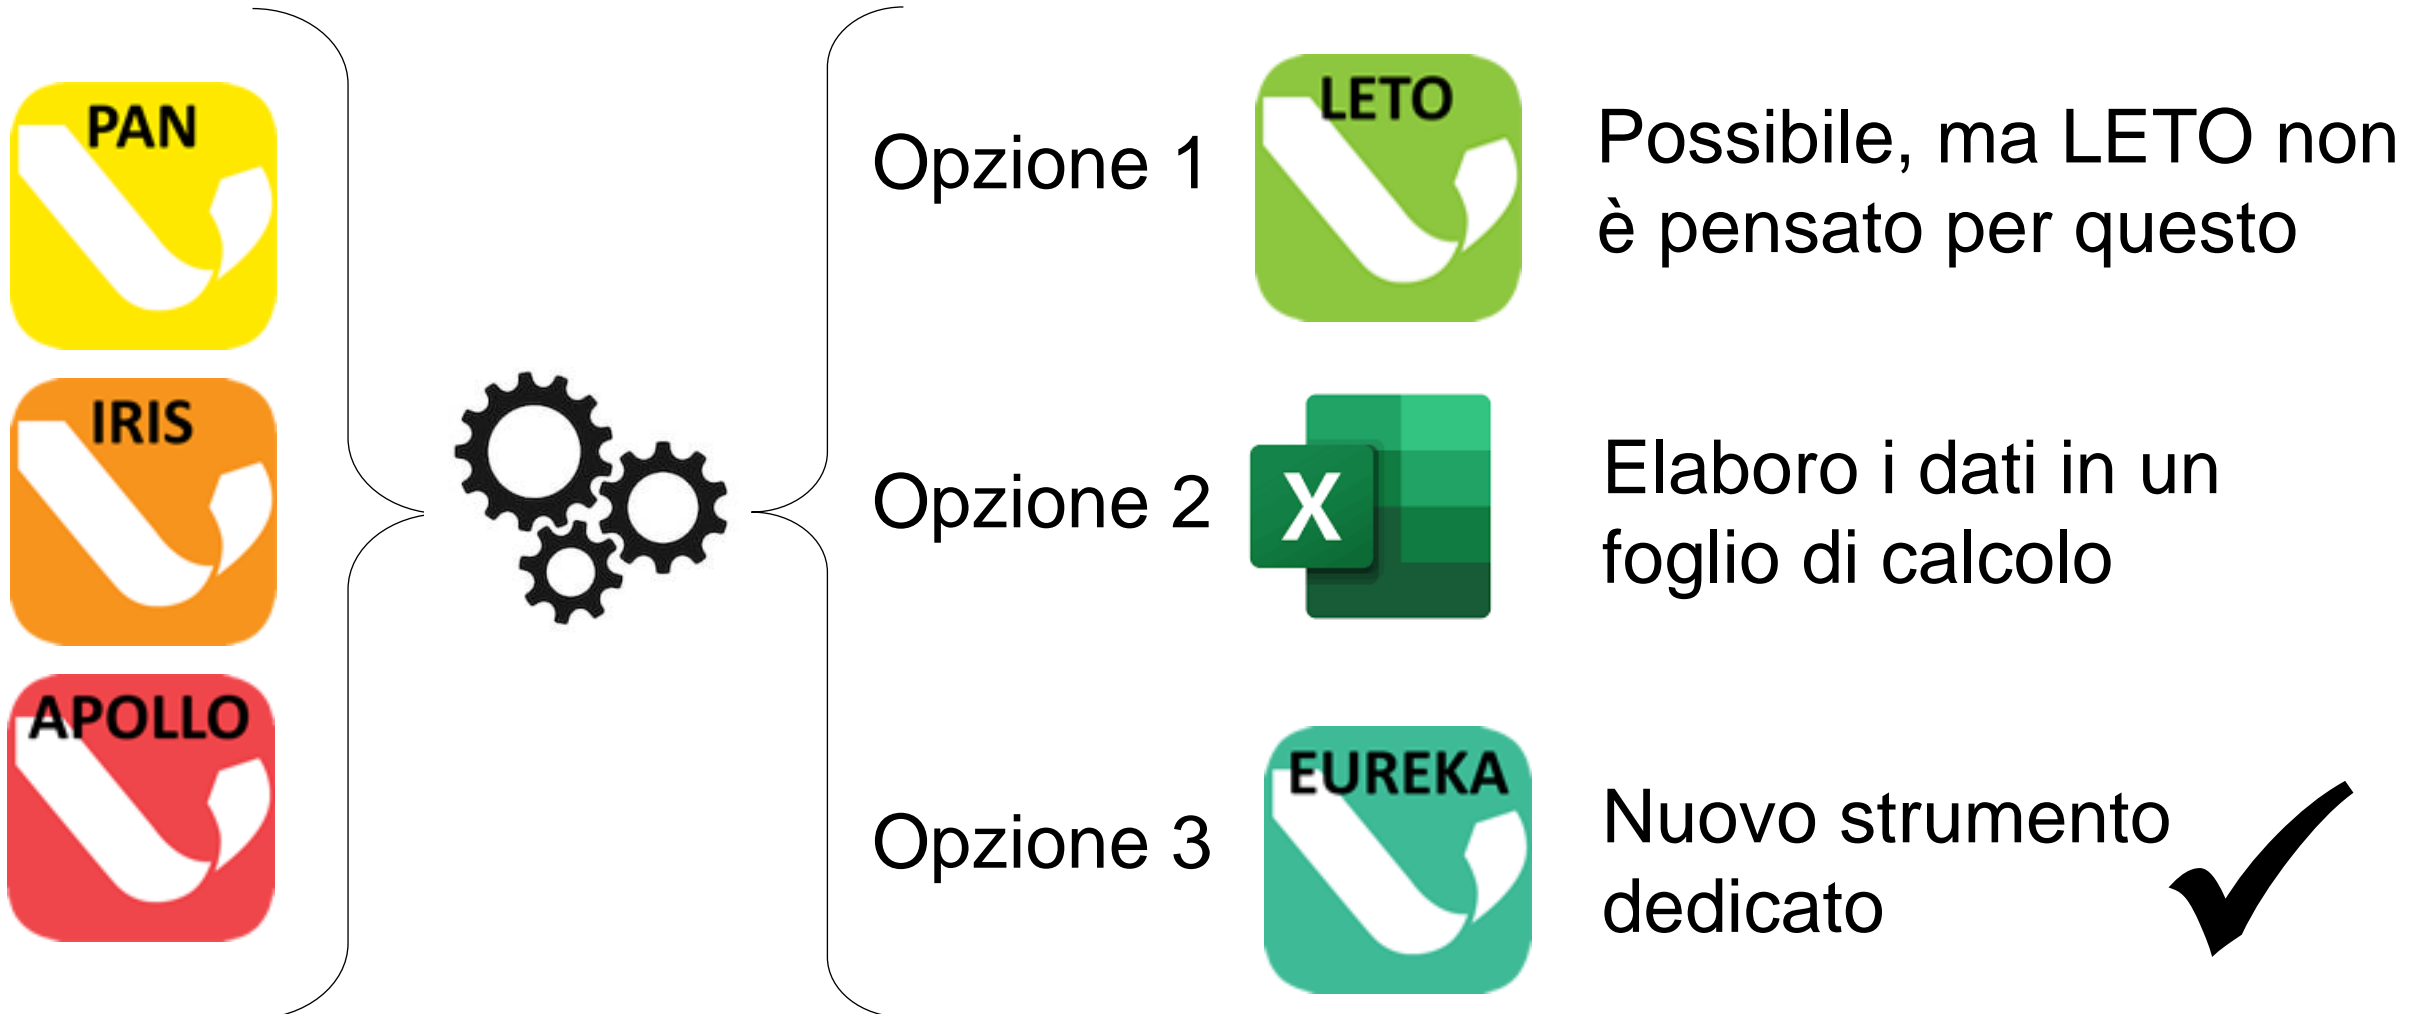 PAN
IRIS
APOLLO
Opzione 1
LETO
Possibile, ma LETO non
è pensato per questo
Opzione 2
X
Elaboro i dati in un
foglio di calcolo
Opzione 3
EUREKA
Nuovo strumento
dedicato